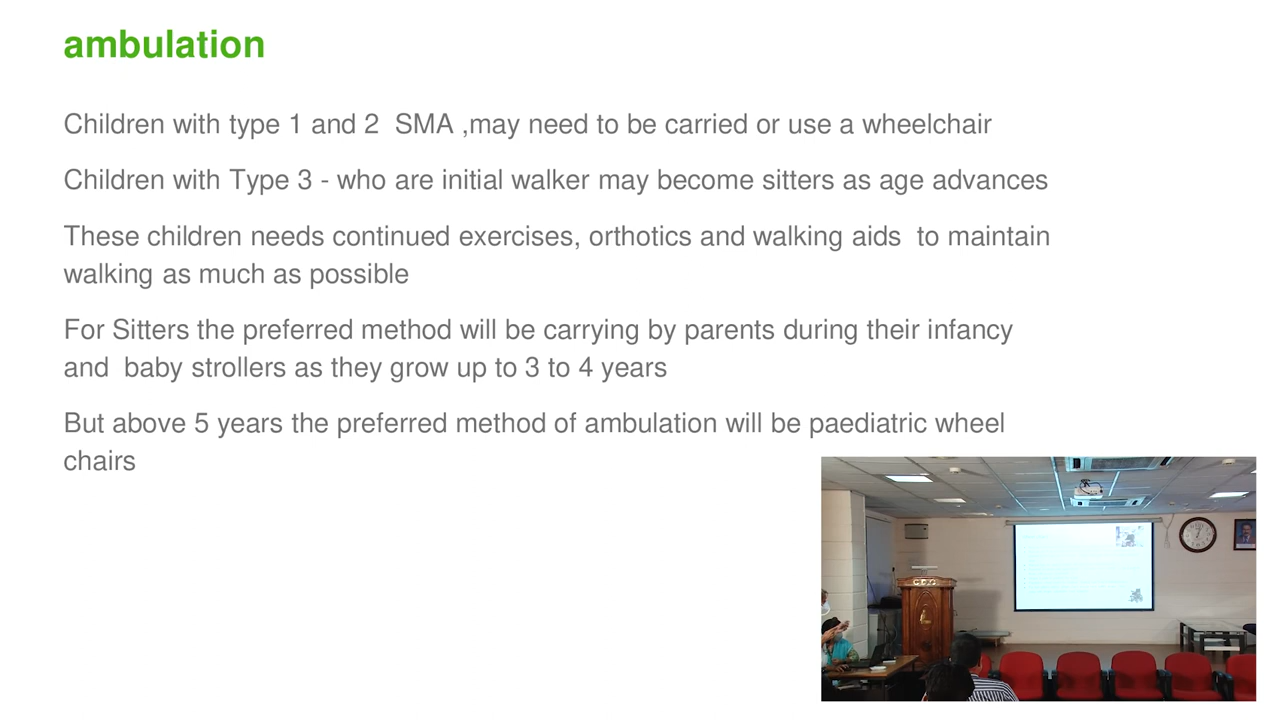 ambulation
Children with type 1 and 2  SMA ,may need to be carried or use a wheelchair
Children with Type 3 - who are initial walker may become sitters as age advances
These children needs continued exercises, orthotics and walking aids  to maintain
walking as much as possible
For Sitters the preferred method will be carrying by parents during their infancy
and  baby strollers as they grow up to 3 to 4 years
But above 5 years the preferred method of ambulation will be paediatric wheel
chairs